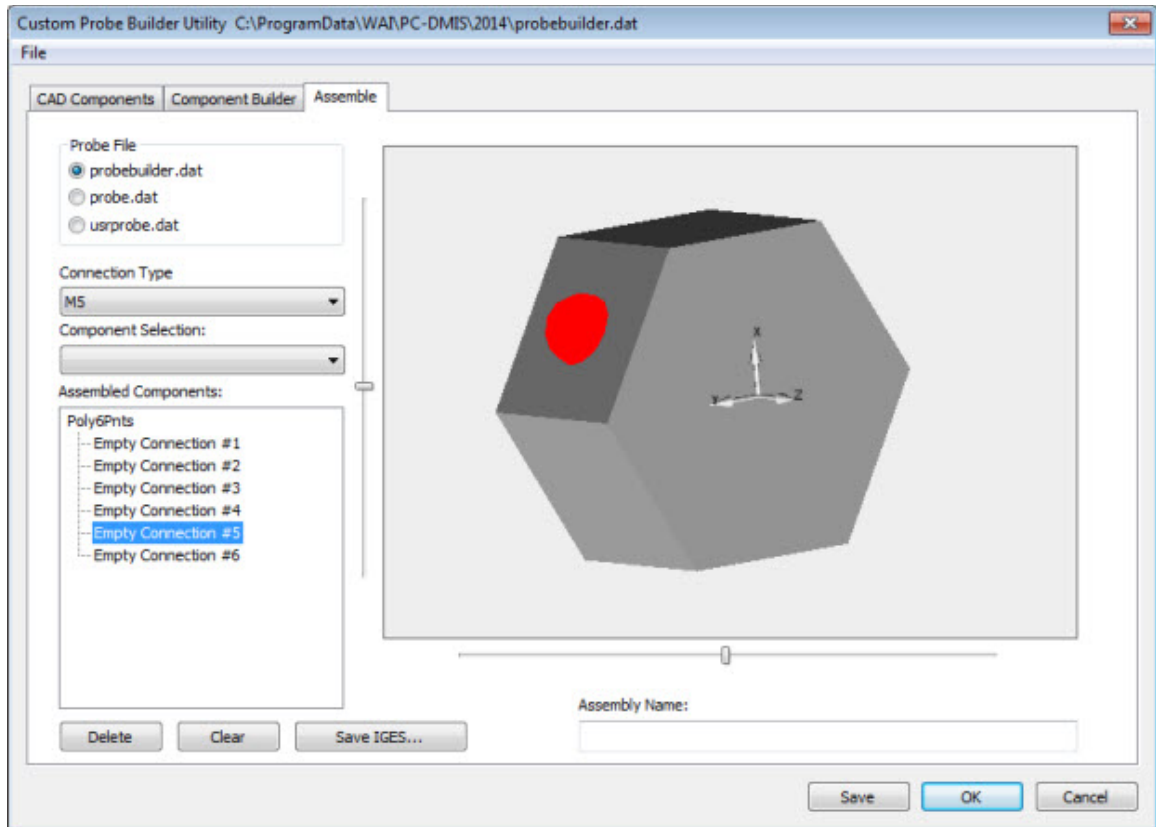 Custom Probe Builder Utility C:\ProgramData\WAI\PC-DMIS\2014\probebuilder.dat
File
CAD Components Component Builder Assemble
Probe File
probebuilder.dat
probe.dat
usrprobe.dat
Connection Type
M5
Component Selection:
Assembled Components:
Poly6Pnts
Empty Connection #1
Empty Connection #2
Empty Connection #3
Empty Connection #4
Empty Connection #5
Empty Connection #6
X
Y Z
Delete Clear Save IGES...
Assembly Name:
Save OK Cancel